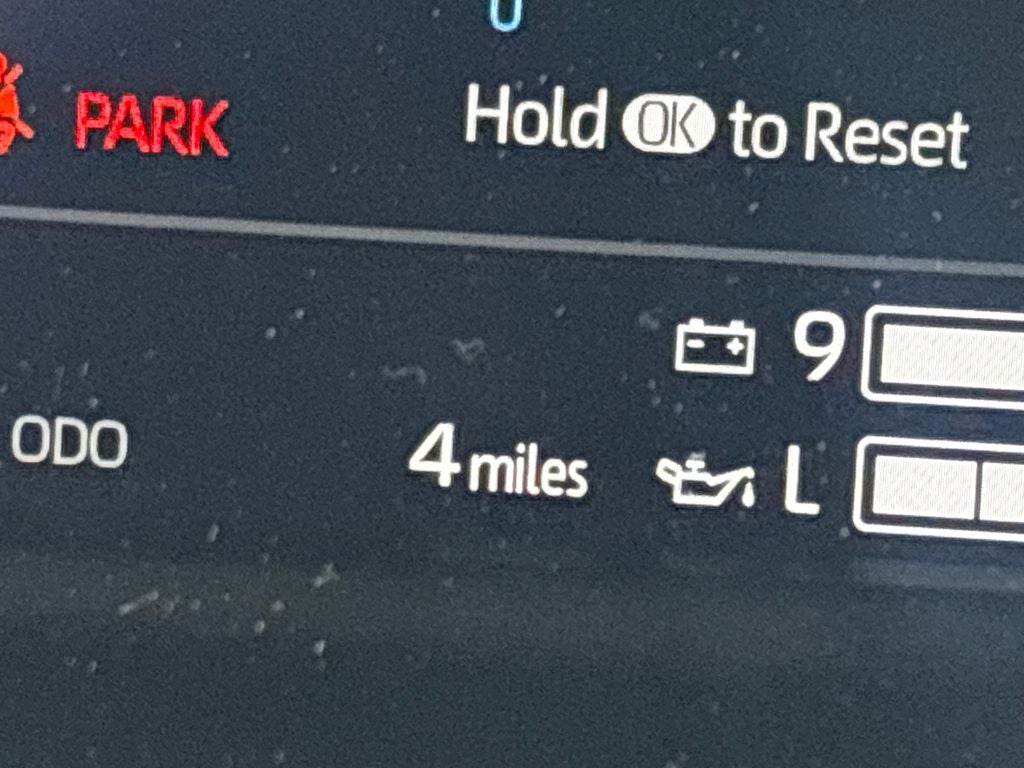 PARK
Hold OK to Reset
9
ODO 4 miles L